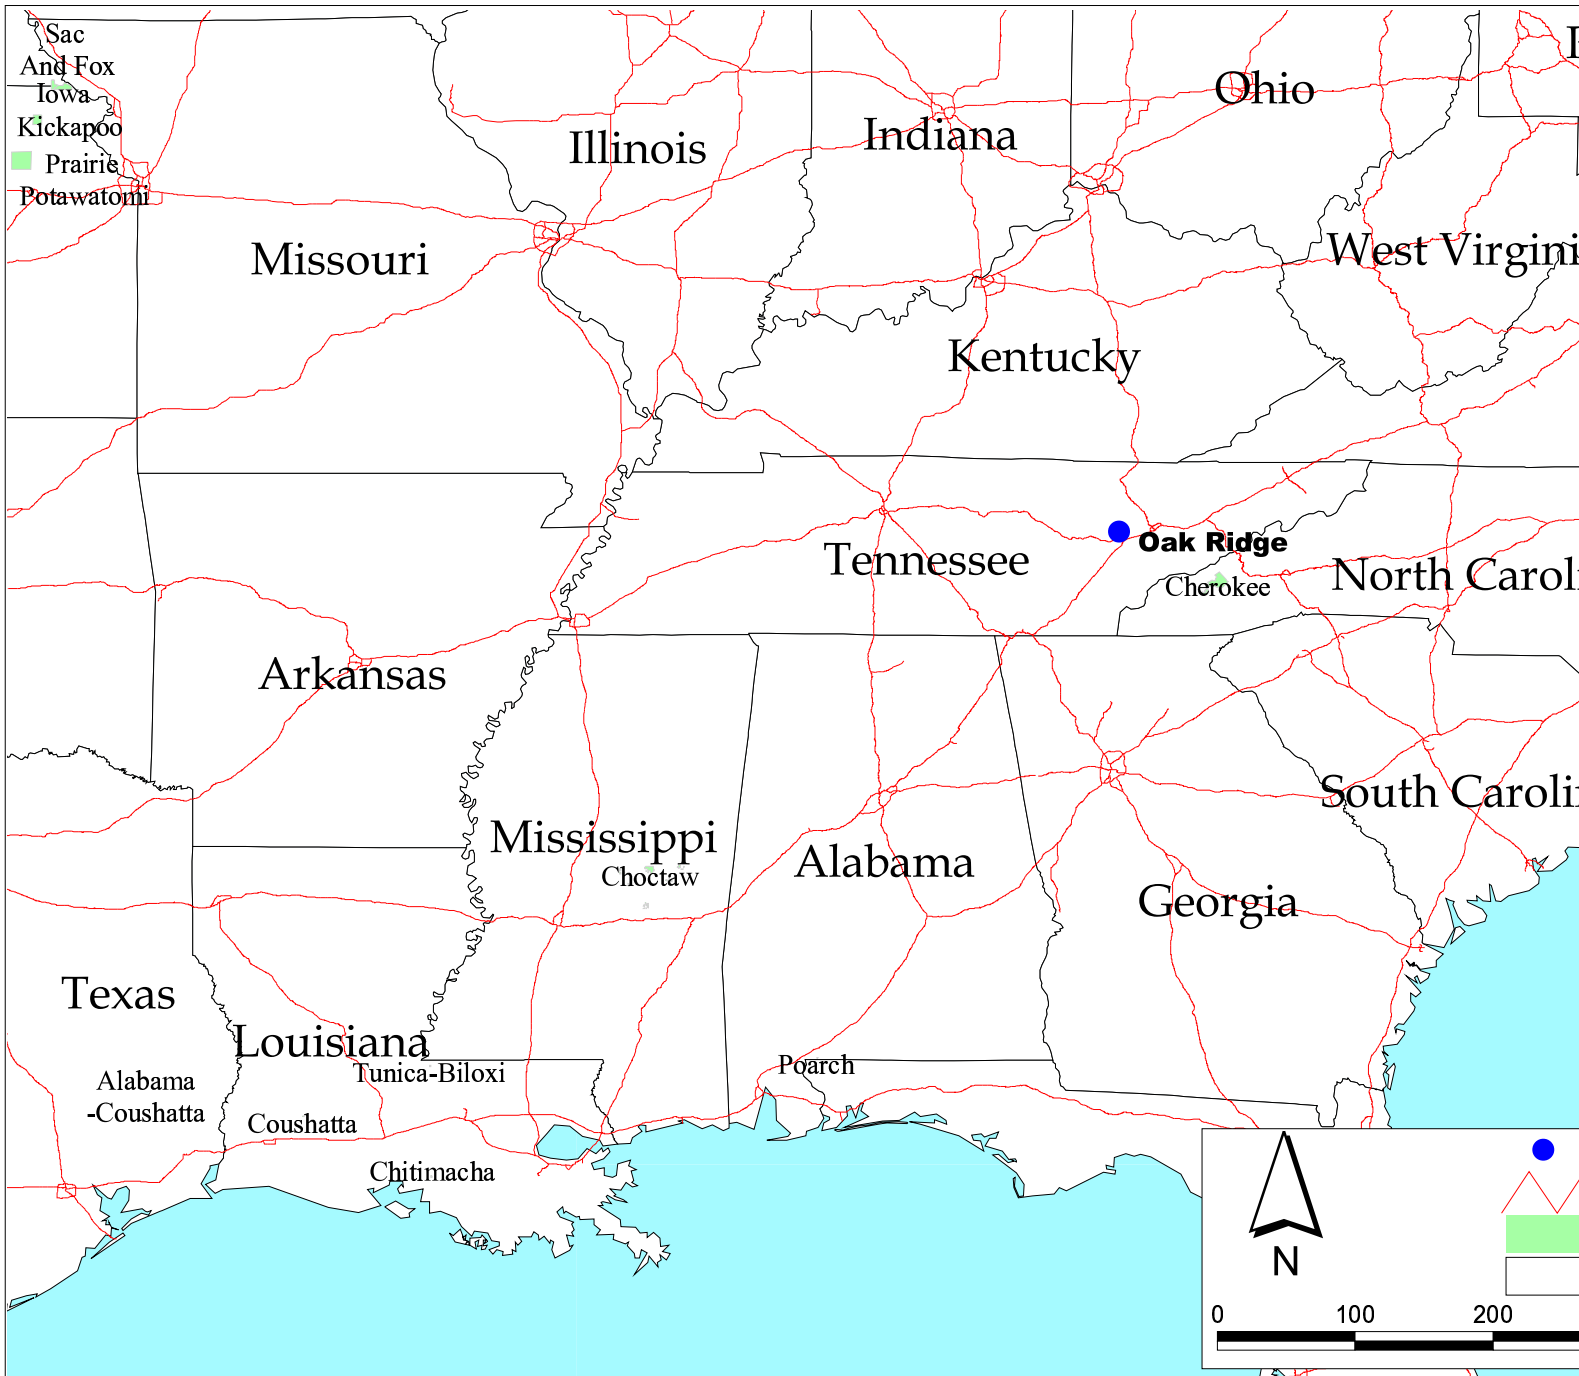 Sac
And Fox
Iowa
Kickapoo
Prairie
Potawatomi
Illinois
Indiana
Ohio
Missouri
West Virgini
Kentucky
Oak Ridge
Tennessee
Cherokee
North Caroli
Arkansas
South Carolin
Mississippi
Choctaw
Alabama
Georgia
Texas
Louisiana
Tunica-Biloxi
Poarch
Alabama
-Coushatta
Coushatta
Chitimacha
N
0 100 200